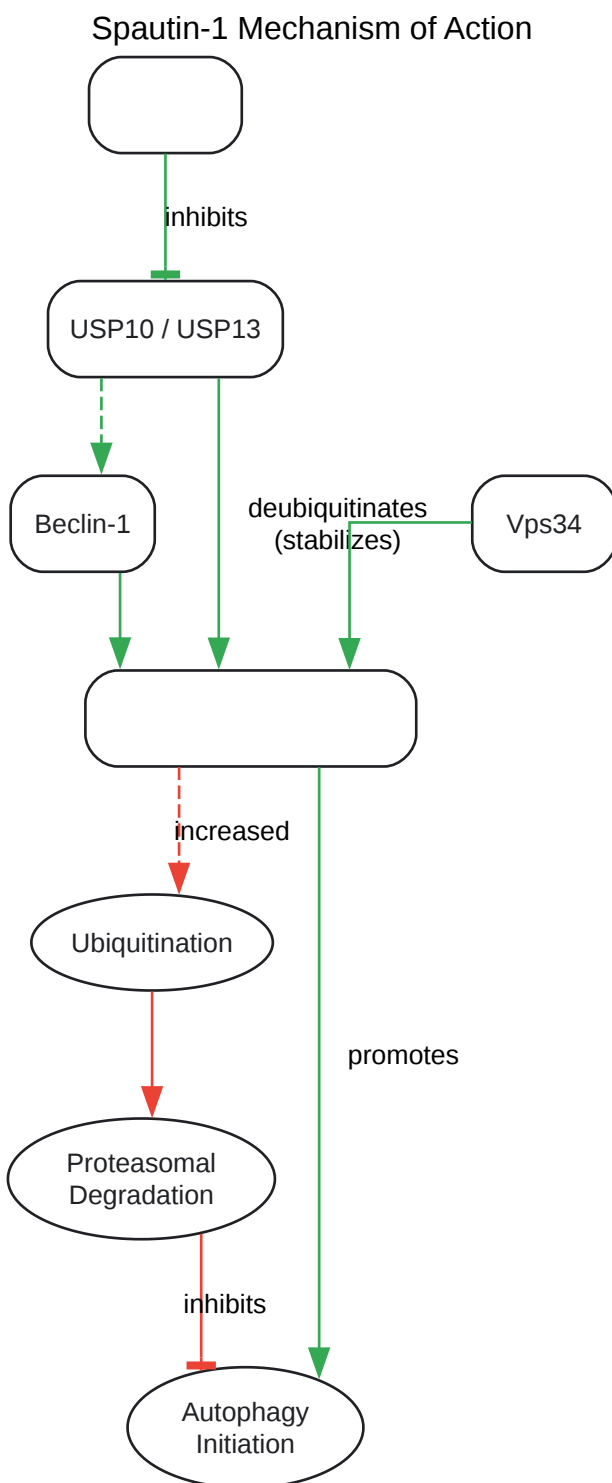 Spautin-1 Mechanism of Action
inhibits
USP10 / USP13
Beclin-1
deubiquitinates
(stabilizes)
Vps34
increased
Ubiquitination
promotes
Proteasomal
Degradation
inhibits
Autophagy
Initiation